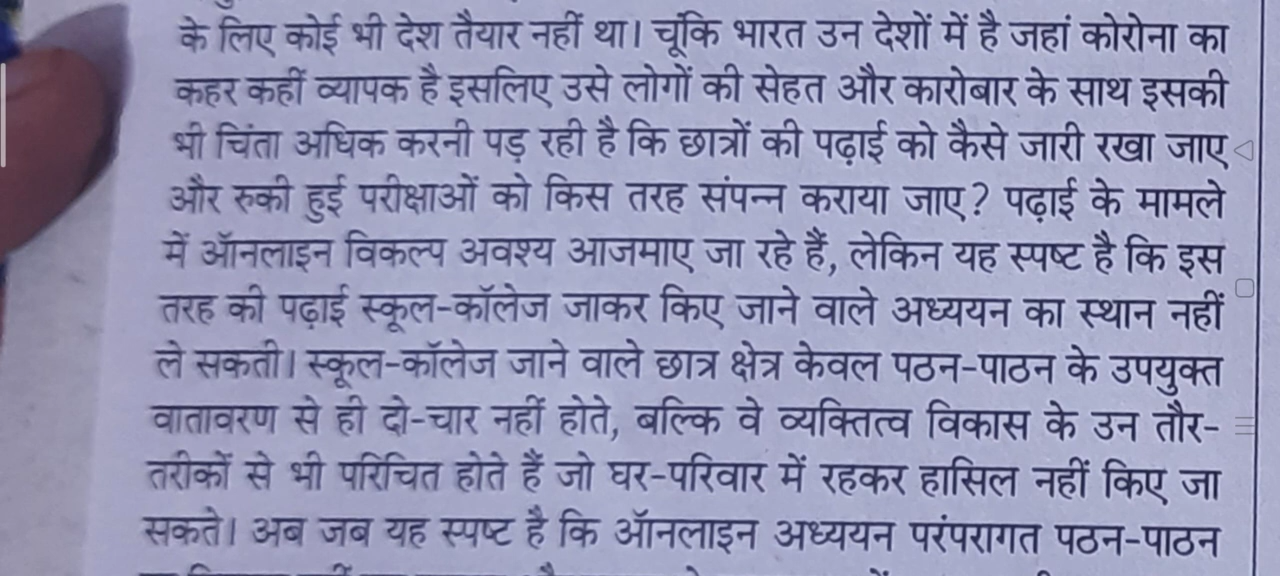 के लिए कोई भी देश तैयार नहीं था। चूंकि भारत उन देशों में है जहां कोरोना का
कहर कहीं व्यापक है इसलिए उसे लोगों की सेहत और कारोबार के साथ इसकी
भी चिंता अधिक करनी पड़ रही है कि छात्रों की पढ़ाई को कैसे जारी रखा जाए
और रुकी हुई परीक्षाओं को किस तरह संपन्न कराया जाए? पढ़ाई के मामले
में ऑनलाइन विकल्प अवश्य आजमाए जा रहे हैं, लेकिन यह स्पष्ट है कि इस
तरह की पढ़ाई स्कूल-कॉलेज जाकर किए जाने वाले अध्ययन का स्थान नहीं
ले सकती। स्कूल-कॉलेज जाने वाले छात्र क्षेत्र केवल पठन-पाठन के उपयुक्त
वातावरण से ही दो-चार नहीं होते, बल्कि वे व्यक्तित्व विकास के उन तौर-
तरीकों से भी परिचित होते हैं जो घर-परिवार में रहकर हासिल नहीं किए जा
सकते। अब जब यह स्पष्ट है कि ऑनलाइन अध्ययन परंपरागत पठन-पाठन